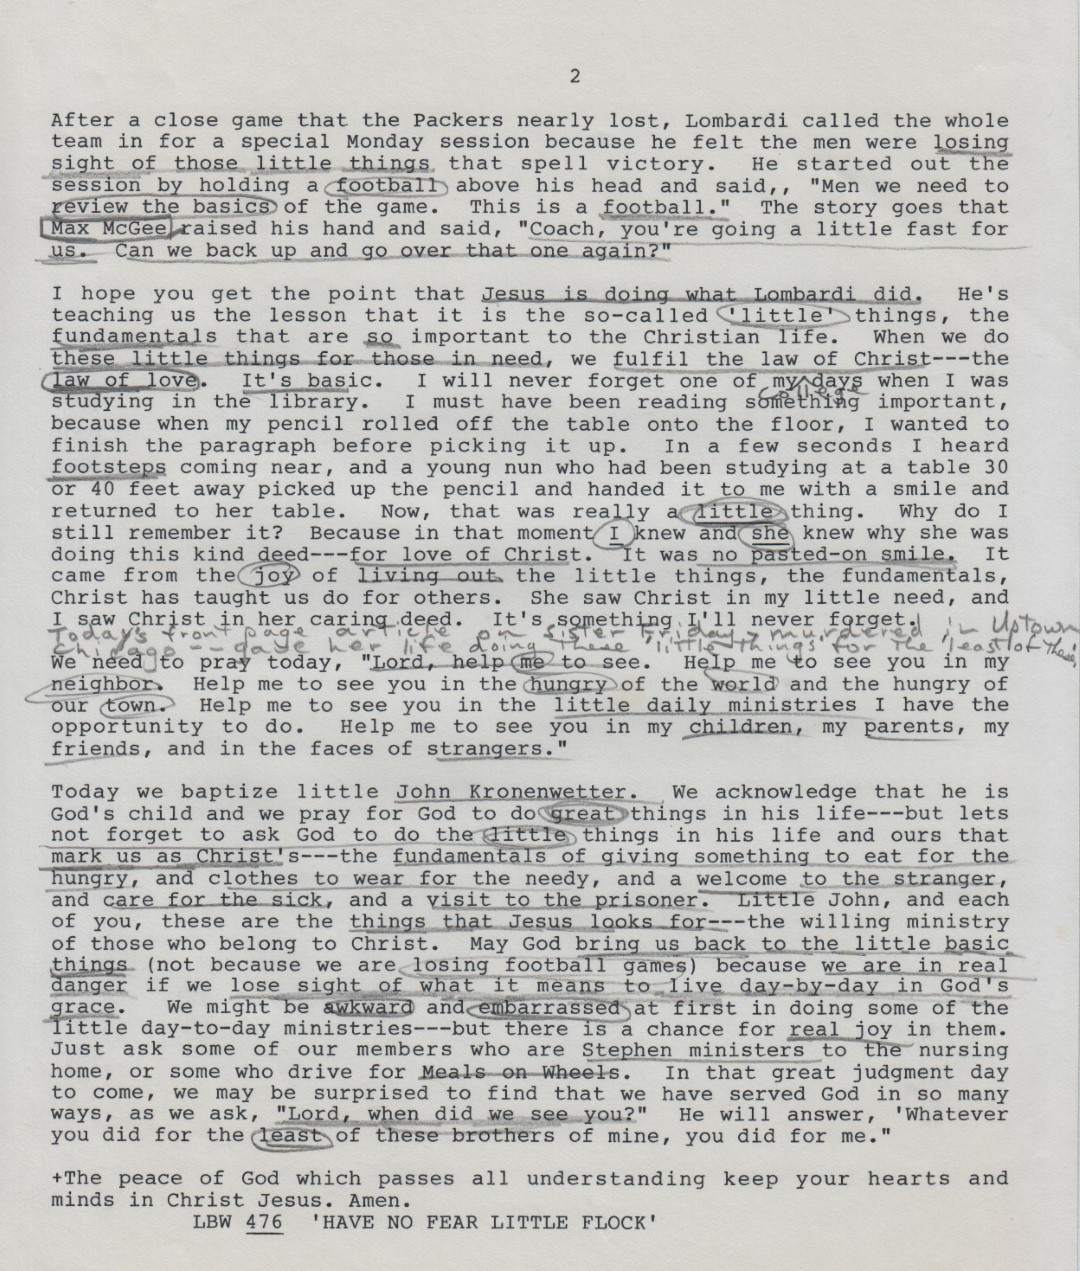 2
After a close game that the Packers nearly lost, Lombardi called the whole
team in for a special Monday session because he felt the men were losing
sight of those little things that spell victory. He started out the
session by holding a football above his head and said,, "Men we need to
review the basics of the game. This is a football." The story goes that
Max McGee raised his hand and said, "Coach, you're going a little fast for
us. Can we back up and go over that one again?"
I hope you get the point that Jesus is doing what Lombardi did. He's
teaching us the lesson that it is the so-called 'little' things, the
fundamentals that are so important to the Christian life. When we do
these little things for those in need, we fulfil the law of Christ---the
law of love. It's basic. I will never forget one of my days when I was
college
studying in the library. I must have been reading something important,
because when my pencil rolled off the table onto the floor, I wanted to
finish the paragraph before picking it up. In a few seconds I heard
footsteps coming near, and a young nun who had been studying at a table 30
or 40 feet away picked up the pencil and handed it to me with a smile and
returned to her table. Now, that was really a little thing. Why do I
still remember it? Because in that moment I knew and she knew why she was
doing this kind deed---for love of Christ. It was no pasted-on smile. It
came from the joy of living out the little things, the fundamentals,
Christ has taught us do for others. She saw Christ in my little need, and
I saw Christ in her caring deed. It's something I'll never forget.
Today's front page article on Sister Friday, murdered in Uptown
Chicago -- gave her life doing these "little things for the least of these,
We need to pray today, "Lord, help me to see. Help me to see you in my
neighbor. Help me to see you in the hungry of the world and the hungry of
our town. Help me to see you in the little daily ministries I have the
opportunity to do. Help me to see you in my children, my parents, my
friends, and in the faces of strangers."
Today we baptize little John Kronenwetter. We acknowledge that he is
God's child and we pray for God to do great things in his life---but lets
not forget to ask God to do the little things in his life and ours that
mark us as Christ's---the fundamentals of giving something to eat for the
hungry, and clothes to wear for the needy, and a welcome to the stranger,
and care for the sick, and a visit to the prisoner. Little John, and each
of you, these are the things that Jesus looks for---the willing ministry
of those who belong to Christ. May God bring us back to the little basic
things (not because we are losing football games) because we are in real
danger if we lose sight of what it means to live day-by-day in God's
grace. We might be awkward and embarrassed at first in doing some of the
little day-to-day ministries---but there is a chance for real joy in them.
Just ask some of our members who are Stephen ministers to the nursing
home, or some who drive for Meals on Wheels. In that great judgment day
to come, we may be surprised to find that we have served God in so many
ways, as we ask, "Lord, when did we see you?" He will answer, 'Whatever
you did for the least of these brothers of mine, you did for me."
+The peace of God which passes all understanding keep your hearts and
minds in Christ Jesus. Amen.
LBW 476 'HAVE NO FEAR LITTLE FLOCK'